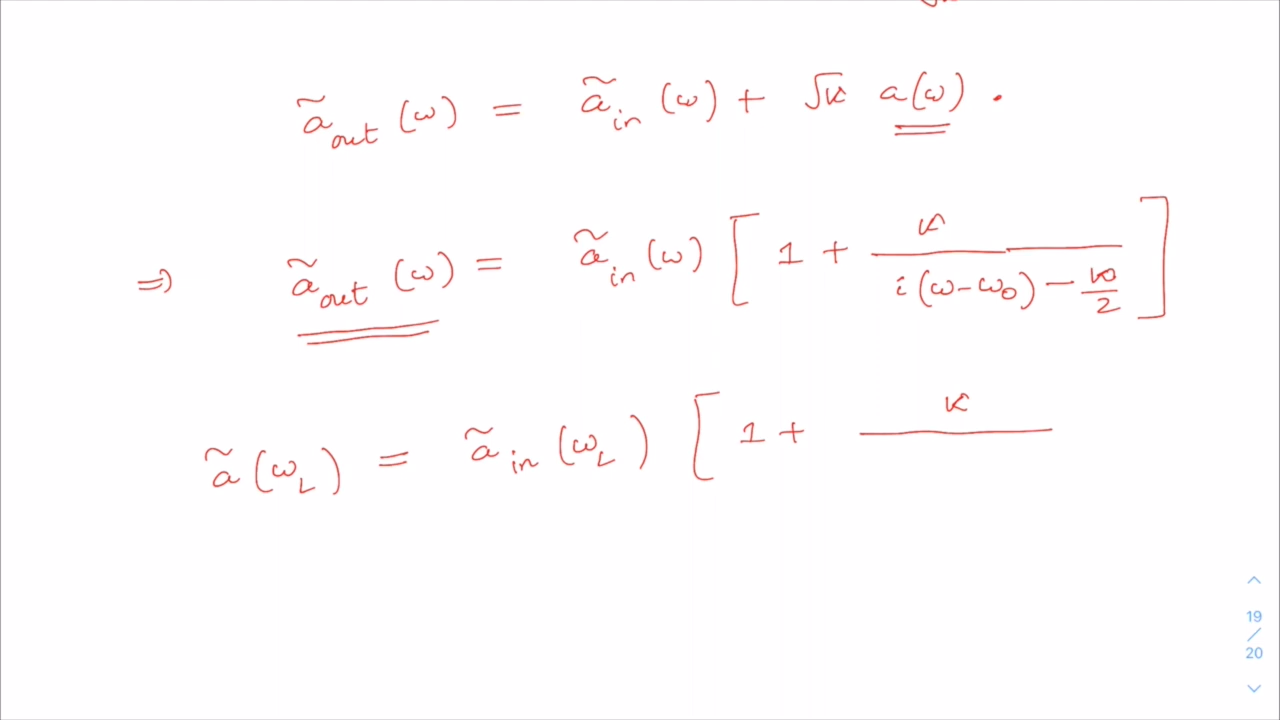 ã_out (ω) = ã_in (ω) + √κ a(ω) .
⇒ ã_out (ω) = ã_in (ω) [ 1 + κ / ( i(ω-ω₀) - κ/2 ) ]
ã(ω_L) = ã_in (ω_L) [ 1 + κ /
19
/
20